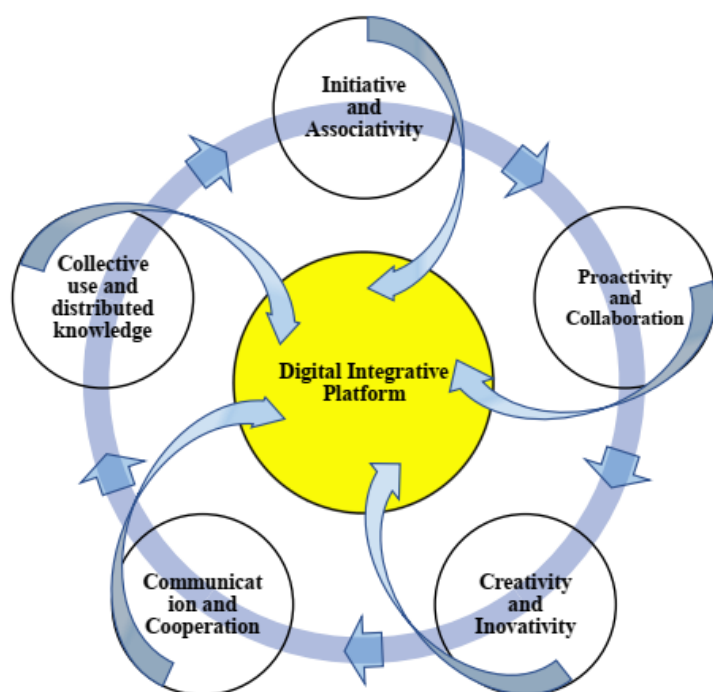 Initiative
and
Associativity
Proactivity
and
Collaboration
Creativity
and
Inovativity
Communicat
ion and
Cooperation
Collective
use and
distributed
knowledge
Digital Integrative
Platform